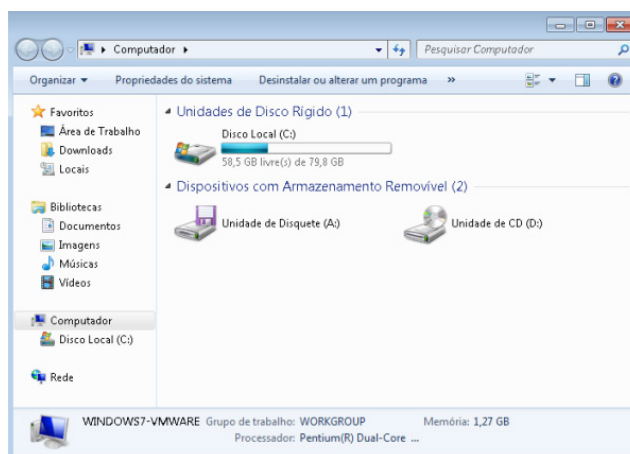 Computador
Pesquisar Computador
Organizar
Propriedades do sistema
Desinstalar ou alterar um programa
»
Favoritos
Área de Trabalho
Downloads
Locais
Bibliotecas
Documentos
Imagens
Músicas
Vídeos
Computador
Disco Local (C:)
Rede
Unidades de Disco Rígido (1)
Disco Local (C:)
58,5 GB livre(s) de 79,8 GB
Dispositivos com Armazenamento Removível (2)
Unidade de Disquete (A:)
Unidade de CD (D:)
WINDOWS7-VMWARE Grupo de trabalho: WORKGROUP Memória: 1,27 GB
Processador: Pentium(R) Dual-Core ...